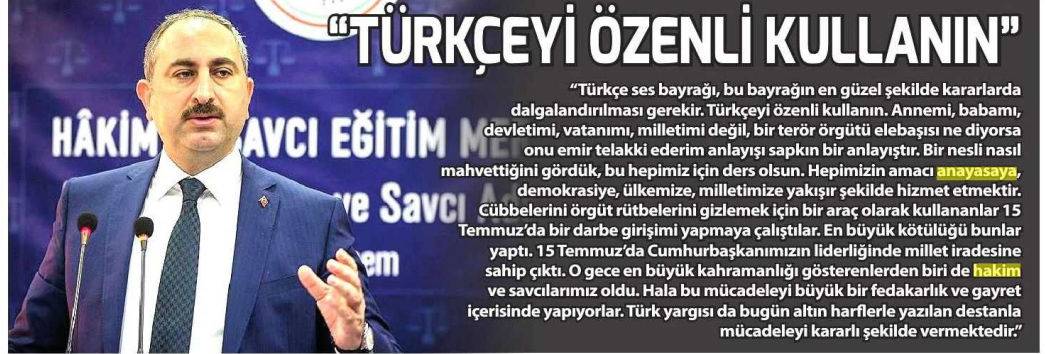 “TÜRKÇEYİ ÖZENLİ KULLANIN”
“Türkçe ses bayrağı, bu bayrağın en güzel şekilde kararlarda
dalgalandırılması gerekir. Türkçeyi özenli kullanın. Annemi, babamı,
devletimi, vatanımı, milletimi değil, bir terör örgütü elebaşısı ne diyorsa
onu emir telakki ederim anlayışı sapkın bir anlayıştır. Bir nesli nasıl
mahvettiğini gördük, bu hepimiz için ders olsun. Hepimizin amacı anayasaya,
demokrasiye, ülkemize, milletimize yakışır şekilde hizmet etmektir.
Cübbelerini örgüt rütbelerini gizlemek için bir araç olarak kullananlar 15
Temmuz’da bir darbe girişimi yapmaya çalıştılar. En büyük kötülüğü bunlar
yaptı. 15 Temmuz’da Cumhurbaşkanımızın liderliğinde millet iradesine
sahip çıktı. O gece en büyük kahramanlığı gösterenlerden biri de hakim
ve savcılarımız oldu. Hala bu mücadeleyi büyük bir fedakarlık ve gayret
içerisinde yapıyorlar. Türk yargısı da bugün altın harflerle yazılan destanla
mücadeleyi kararlı şekilde vermektedir.”
HÂKİM SAVCI EĞİTİM
ve Savcı